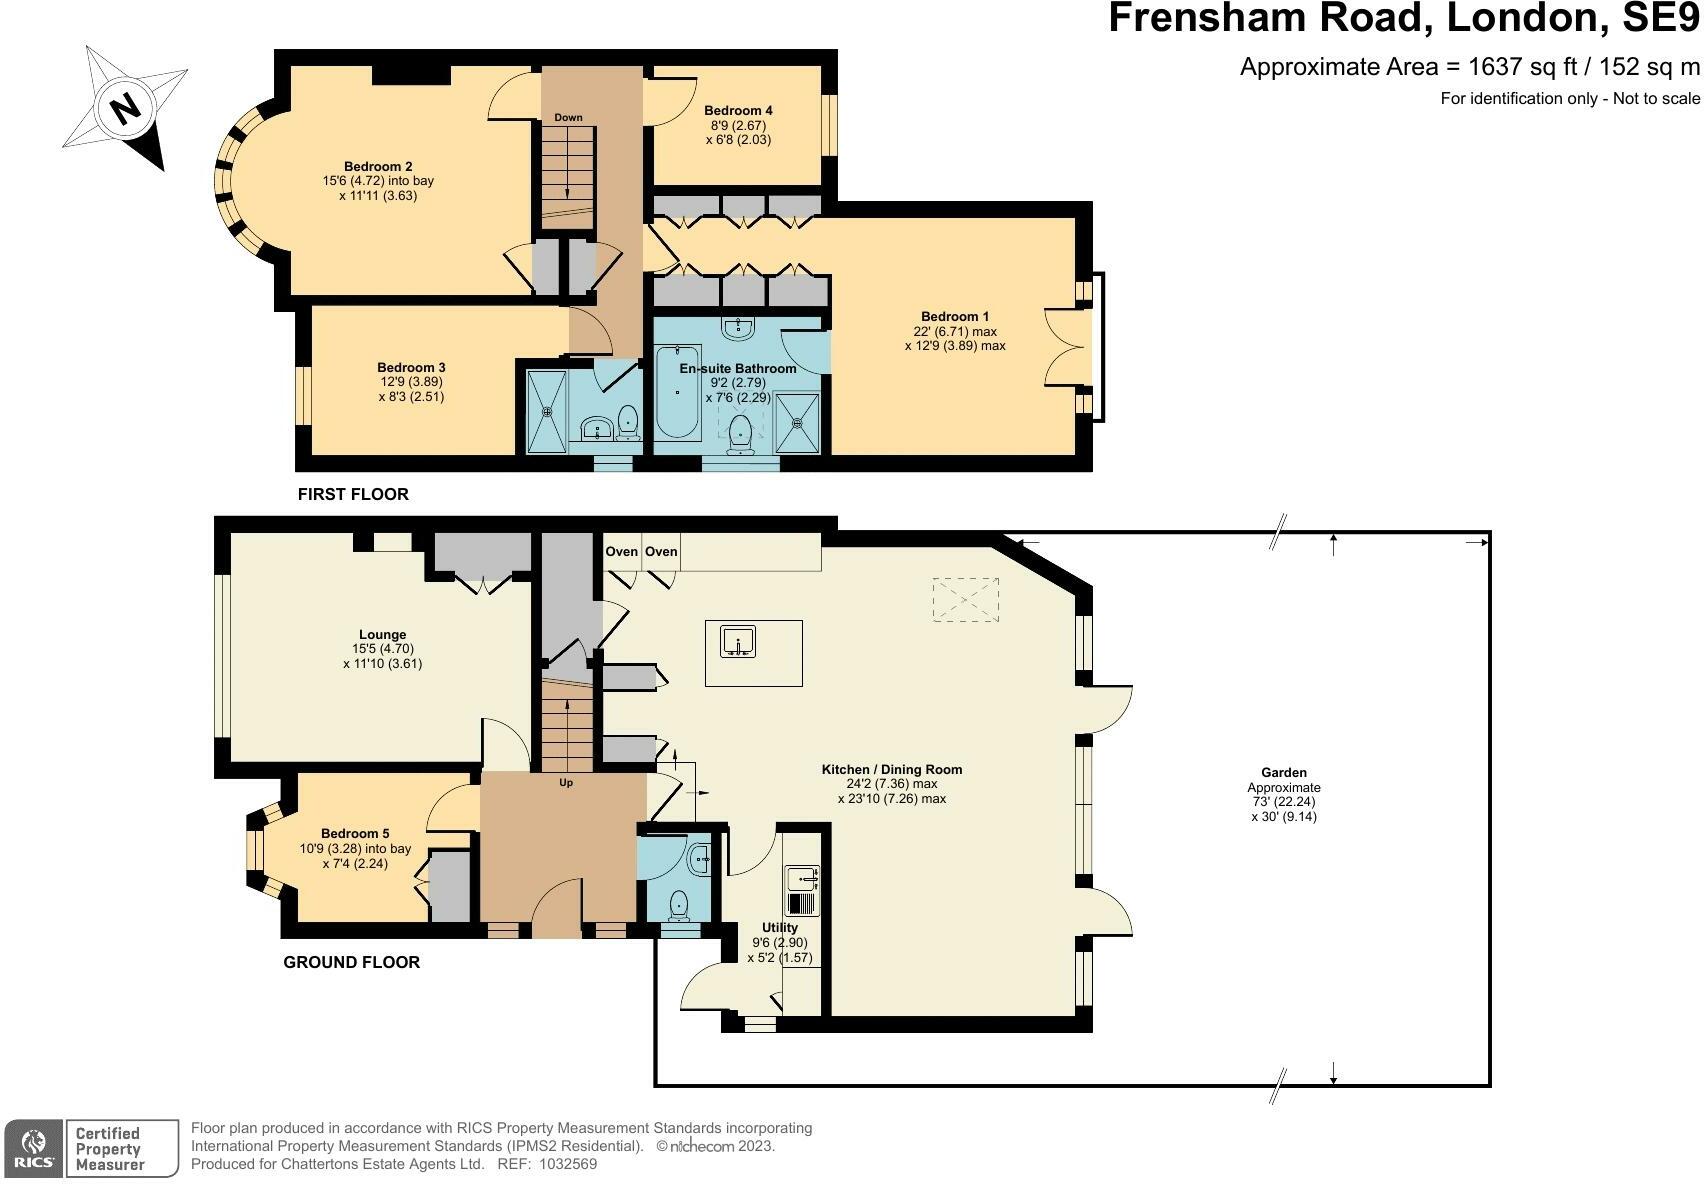 Frensham Road, London, SE9
Approximate Area = 1637 sq ft / 152 sq m
For identification only - Not to scale
N
Bedroom 2
15'6 (4.72) into bay
x 11'11 (3.63)
Down
Bedroom 4
8'9 (2.67)
x 6'8 (2.03)
Bedroom 1
22' (6.71) max
x 12'9 (3.89) max
Bedroom 3
12'9 (3.89)
x 8'3 (2.51)
En-suite Bathroom
9'2 (2.79)
x 7'6 (2.29)
FIRST FLOOR
Oven Oven
Lounge
15'5 (4.70)
x 11'10 (3.61)
Up
Kitchen / Dining Room
24'2 (7.36) max
x 23'10 (7.26) max
Garden
Approximate
73' (22.24)
x 30' (9.14)
Bedroom 5
10'9 (3.28) into bay
x 7'4 (2.24)
Utility
9'6 (2.90)
x 5'2 (1.57)
GROUND FLOOR
RICS
Certified
Property
Measurer
Floor plan produced in accordance with RICS Property Measurement Standards incorporating
International Property Measurement Standards (IPMS2 Residential). © nichecom 2023.
Produced for Chattertons Estate Agents Ltd. REF: 1032569